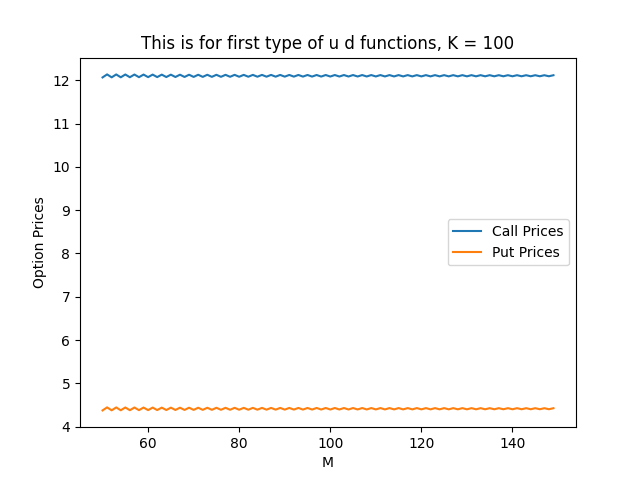 This is for first type of u d functions, K = 100
12
11
10
9
8
7
6
5
4
Option Prices
Call Prices
Put Prices
60 80 100 120 140
M